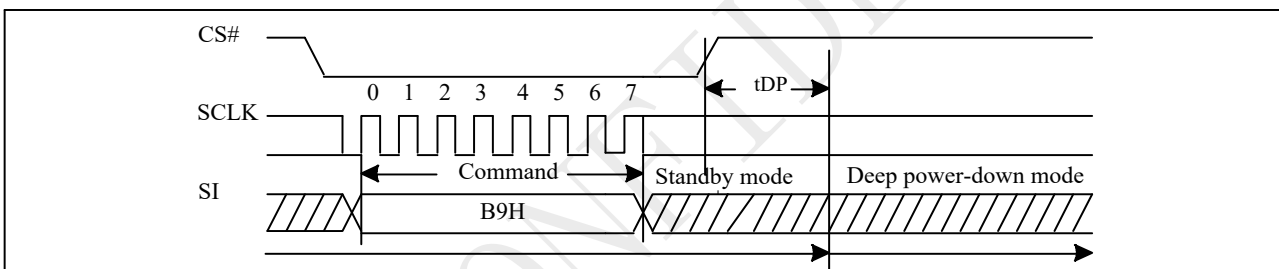 CS#
tDP
0 1 2 3 4 5 6 7
SCLK
Command
Standby mode
Deep power-down mode
SI
B9H